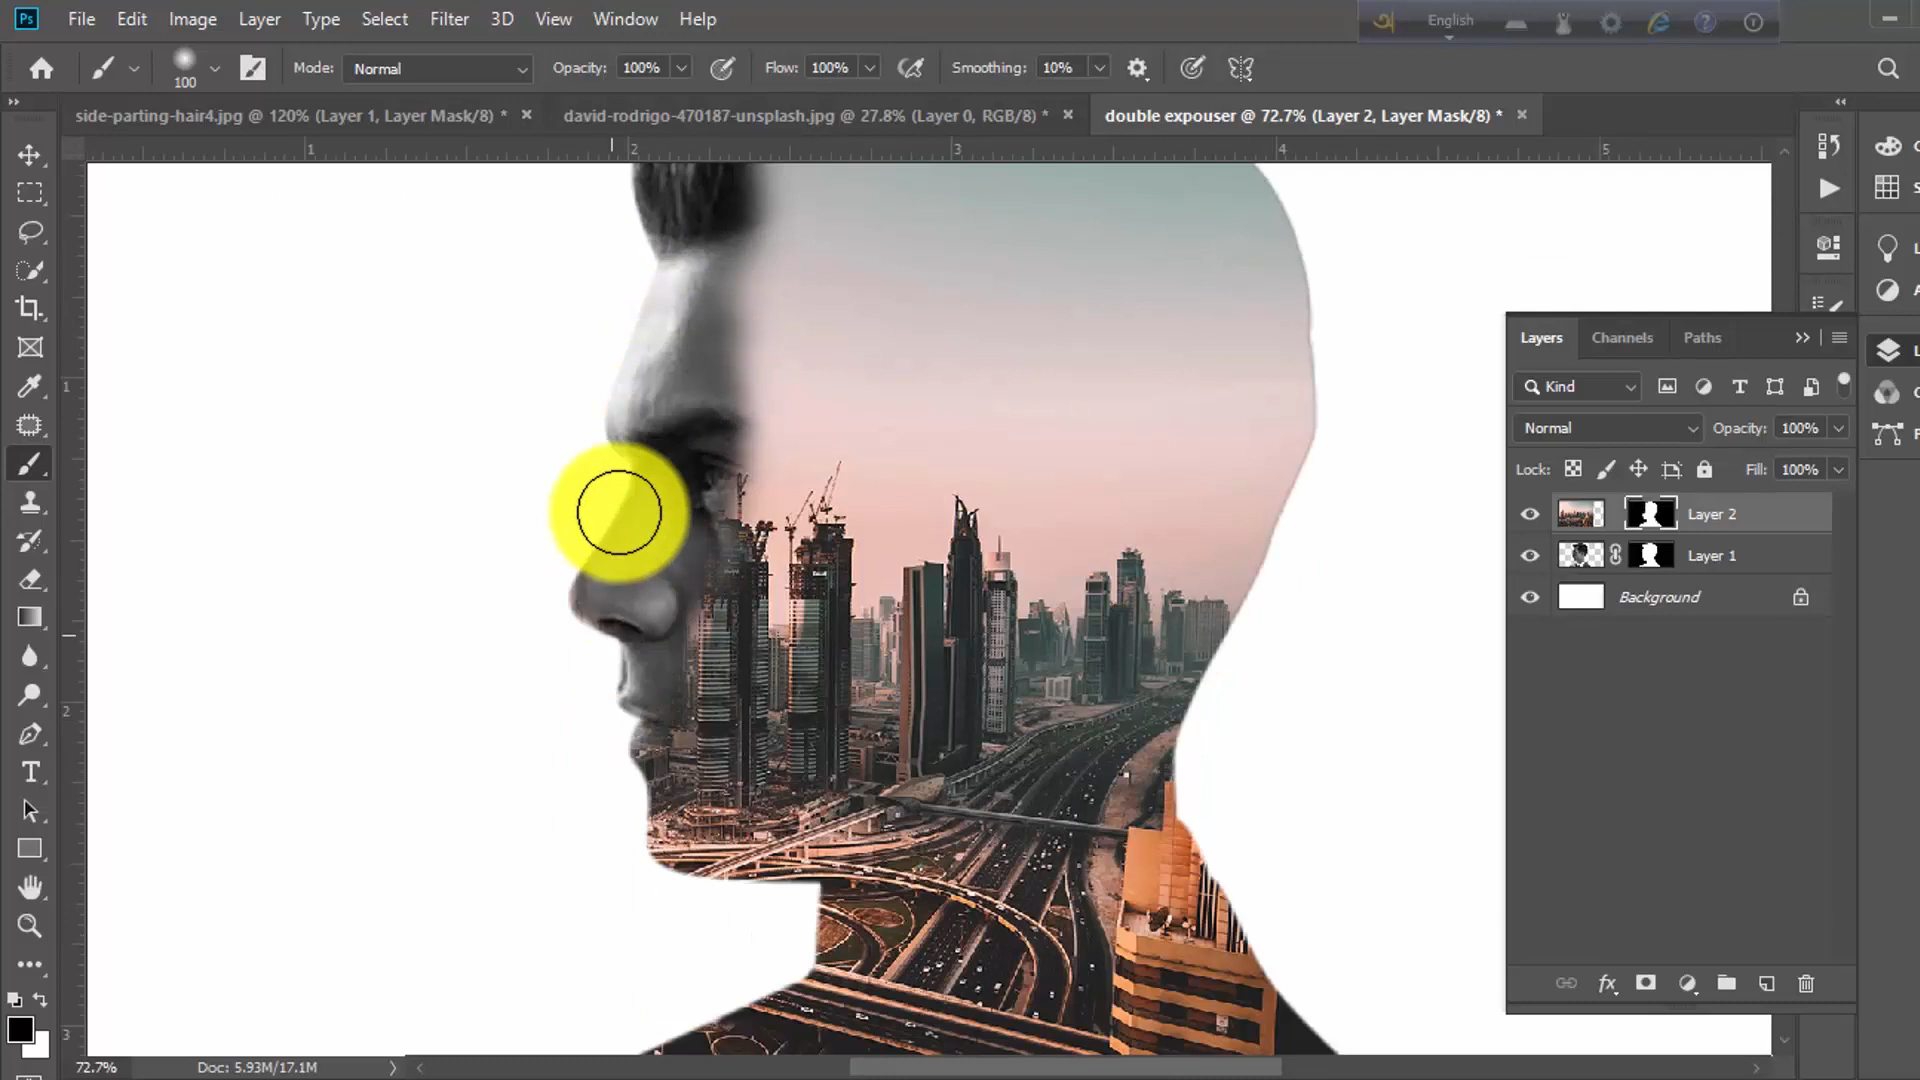 Ps File Edit Image Layer Type Select Filter 3D View Window Help
English
100 Mode: Normal Opacity: 100% Flow: 100% Smoothing: 10%
side-parting-hair4.jpg @ 120% (Layer 1, Layer Mask/8) * david-rodrigo-470187-unsplash.jpg @ 27.8% (Layer 0, RGB/8) * double expouser @ 72.7% (Layer 2, Layer Mask/8) *
1 2 3 4 5
1
2
3
Layers Channels Paths
Kind
Normal Opacity: 100%
Lock: Fill: 100%
Layer 2
Layer 1
Background
fx
72.7% Doc: 5.93M/17.1M